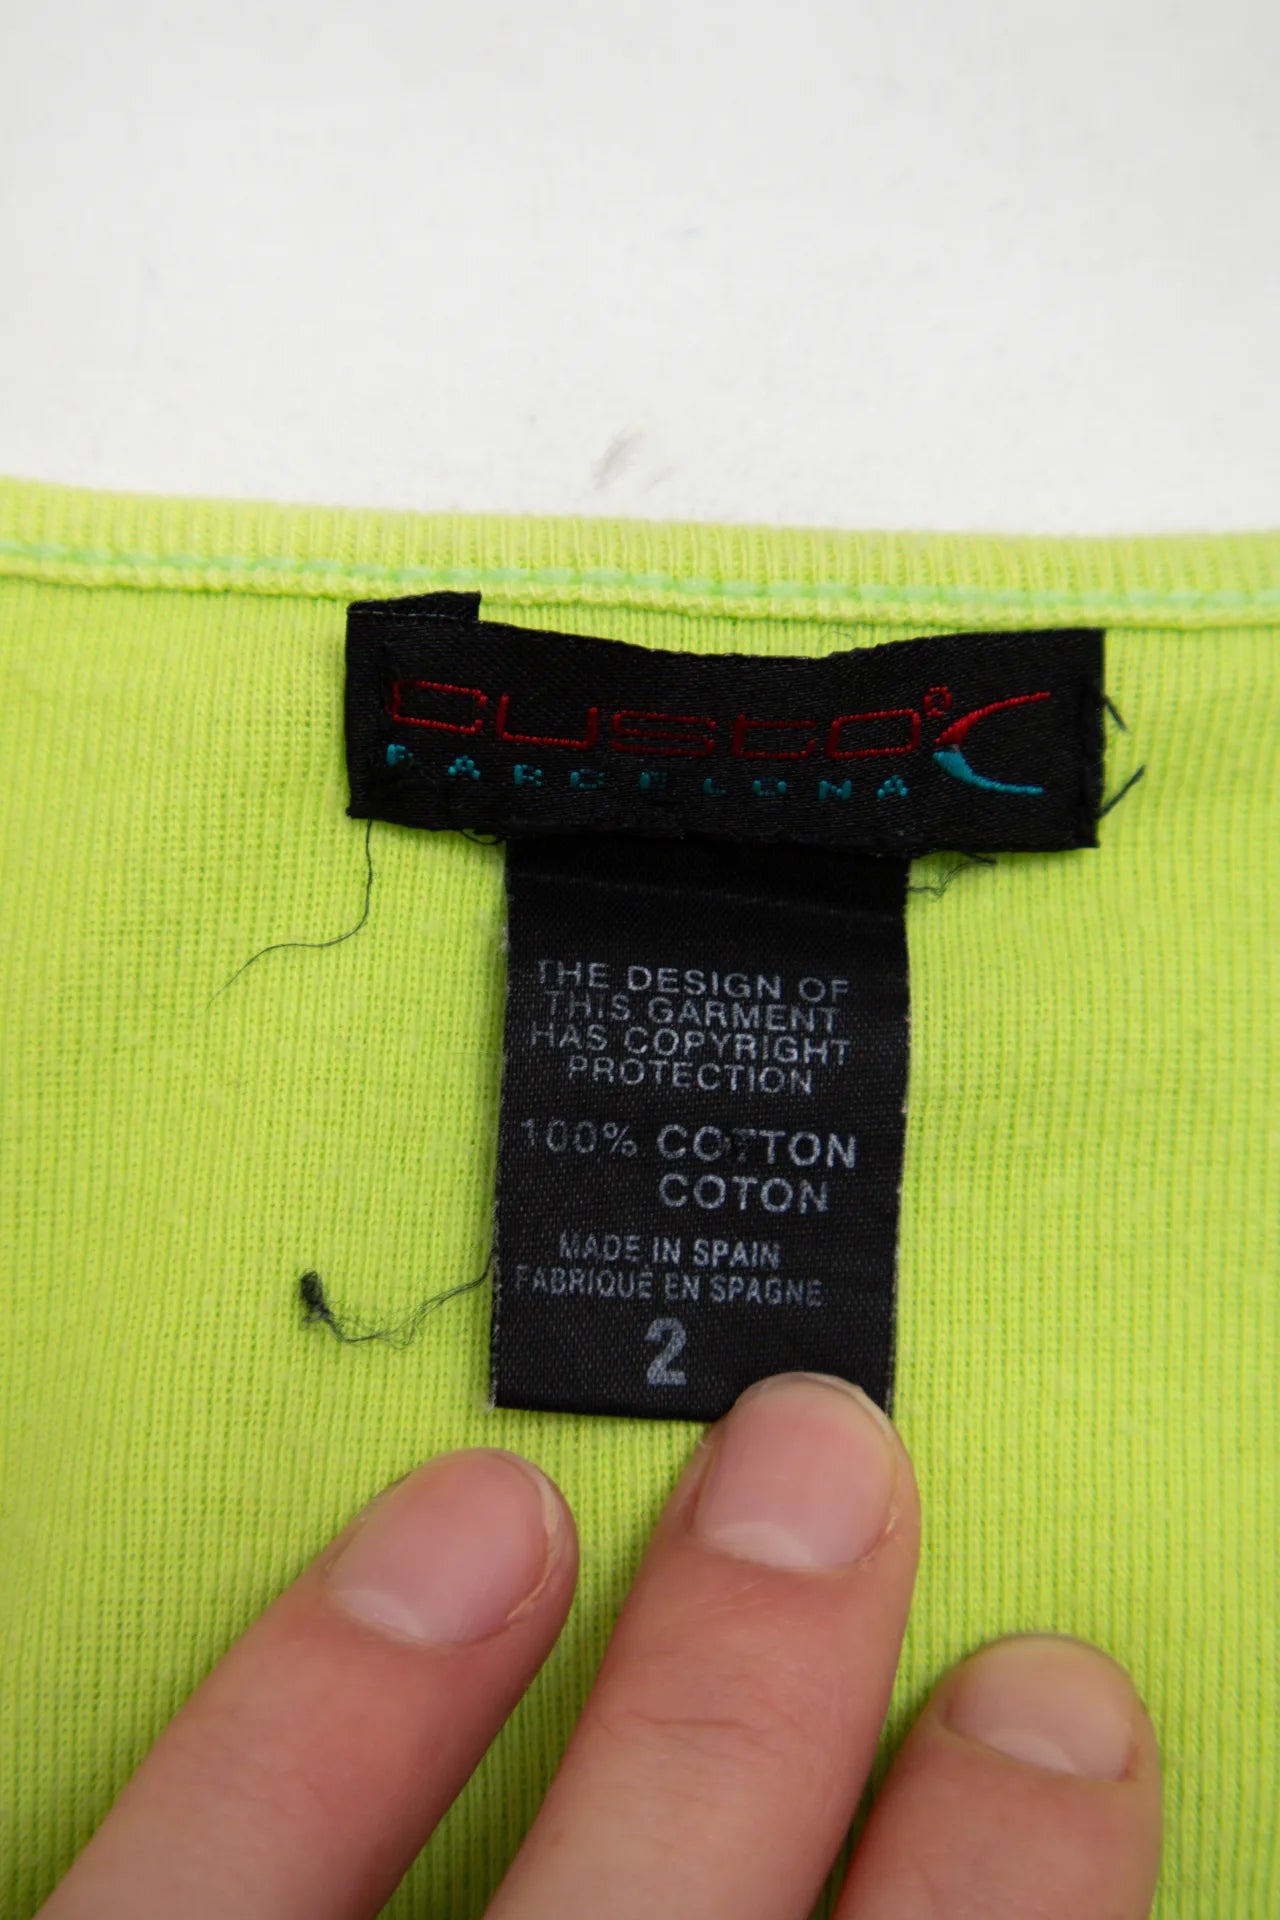 custo®
BARCELONA
THE DESIGN OF
THIS GARMENT
HAS COPYRIGHT
PROTECTION
100% COTTON
COTON
MADE IN SPAIN
FABRIQUÉ EN SPAGNE
2